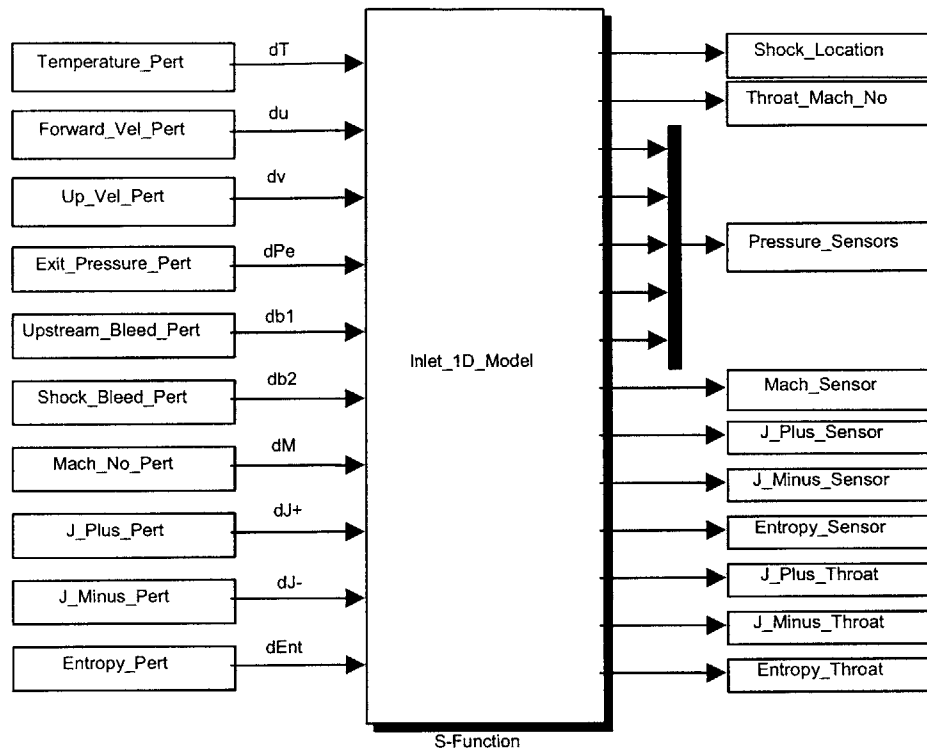 Temperature_Pert
dT
Forward_Vel_Pert
du
Up_Vel_Pert
dv
Exit_Pressure_Pert
dPe
Upstream_Bleed_Pert
db1
Shock_Bleed_Pert
db2
Mach_No_Pert
dM
J_Plus_Pert
dJ+
J_Minus_Pert
dJ-
Entropy_Pert
dEnt
Inlet_1D_Model
S-Function
Shock_Location
Throat_Mach_No
Pressure_Sensors
Mach_Sensor
J_Plus_Sensor
J_Minus_Sensor
Entropy_Sensor
J_Plus_Throat
J_Minus_Throat
Entropy_Throat